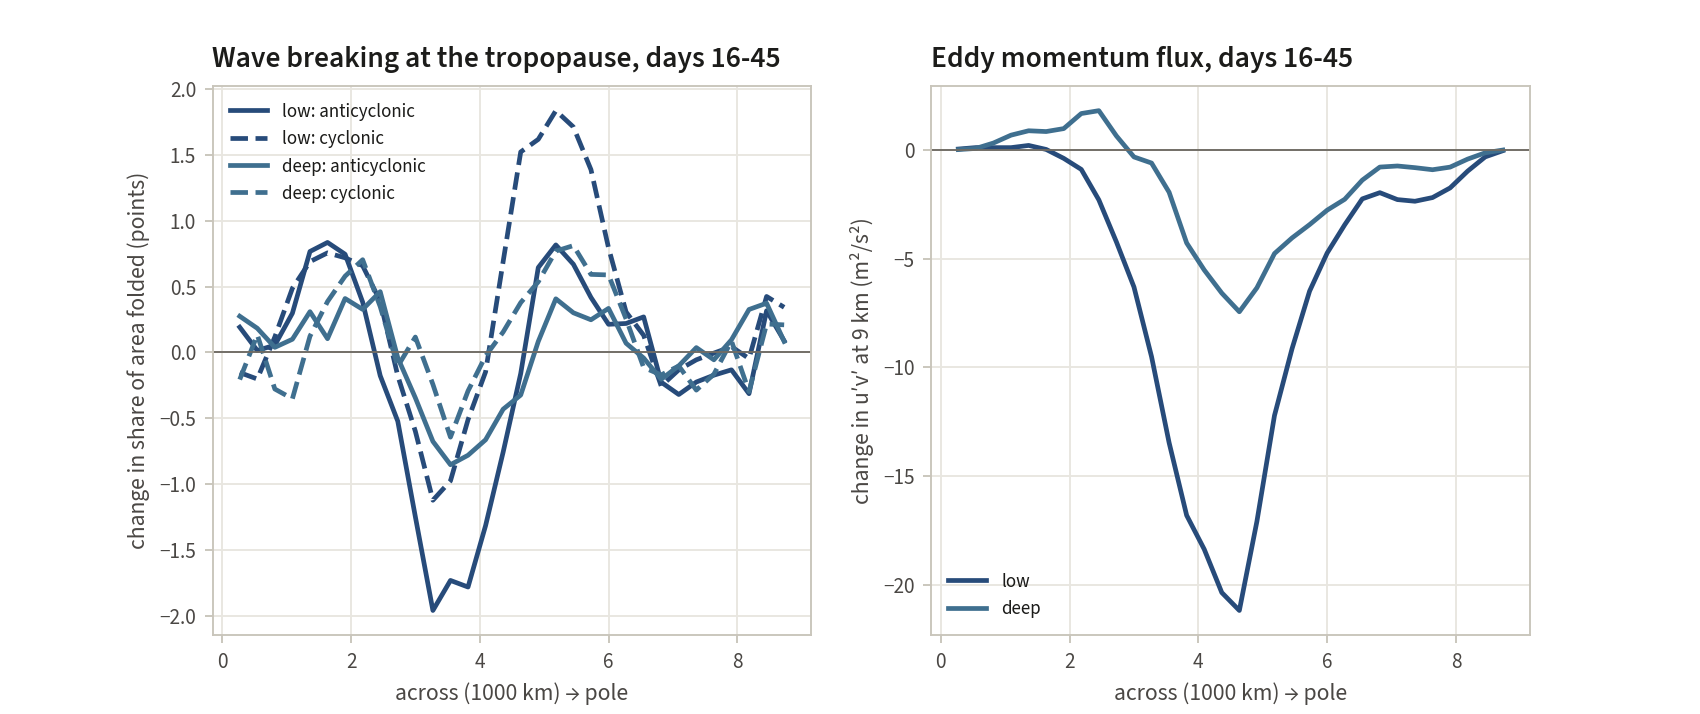 Wave breaking at the tropopause, days 16-45
change in share of area folded (points)
2.0
1.5
1.0
0.5
0.0
−0.5
−1.0
−1.5
−2.0
low: anticyclonic
low: cyclonic
deep: anticyclonic
deep: cyclonic
0 2 4 6 8
across (1000 km) → pole
Eddy momentum flux, days 16-45
change in u'v' at 9 km (m²/s²)
0
−5
−10
−15
−20
low
deep
0 2 4 6 8
across (1000 km) → pole